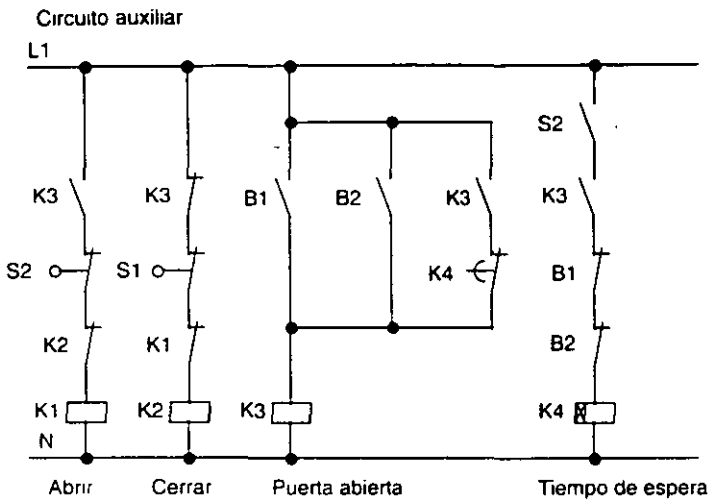 Circuito auxiliar
L1
S2
K3 K3 B1 B2 K3 K3
S2 S1 K4 B1
K2 K1 B2
K1 K2 K3 K4
N
Abrir Cerrar Puerta abierta Tiempo de espera